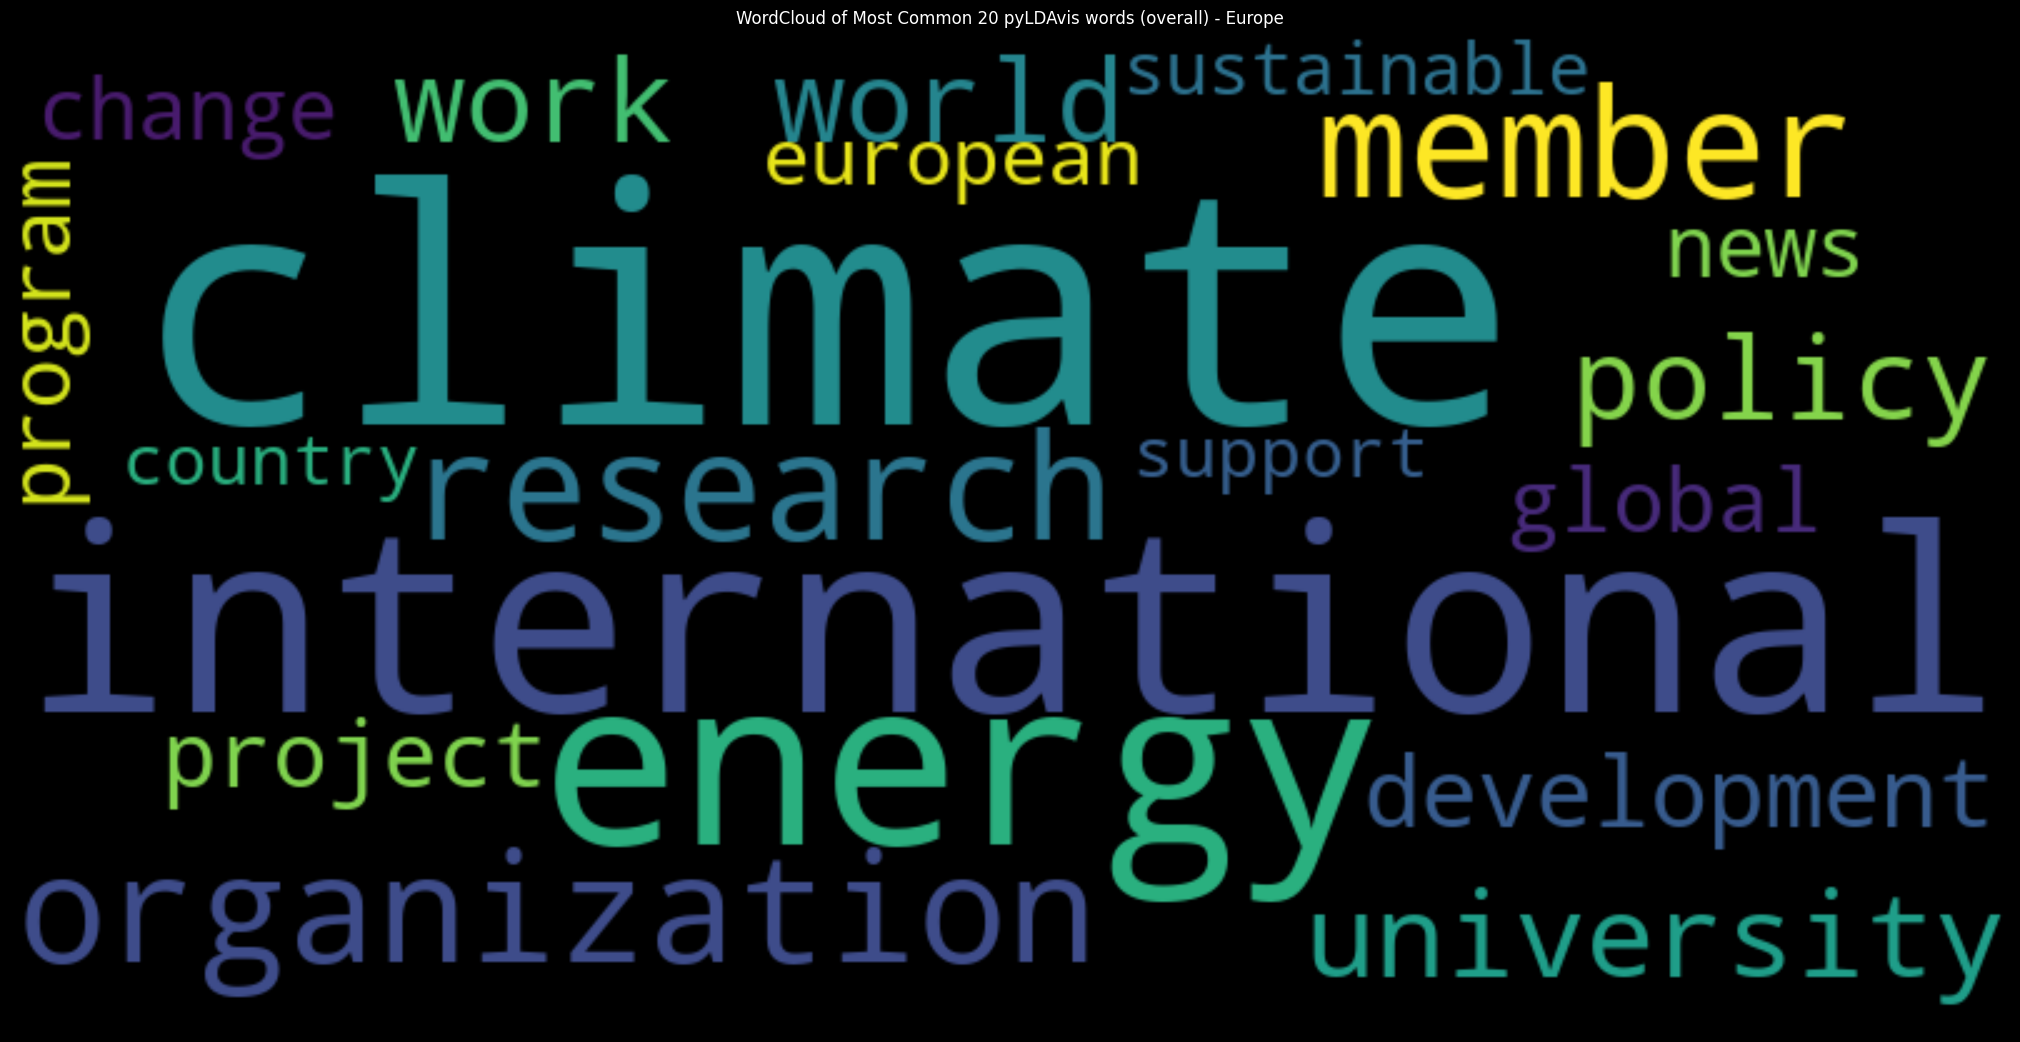 WordCloud of Most Common 20 pyLDAvis words (overall) - Europe
change
work
world
sustainable
european
member
program
climate
news
policy
country
research
support
global
international
project
energy
development
organization
university